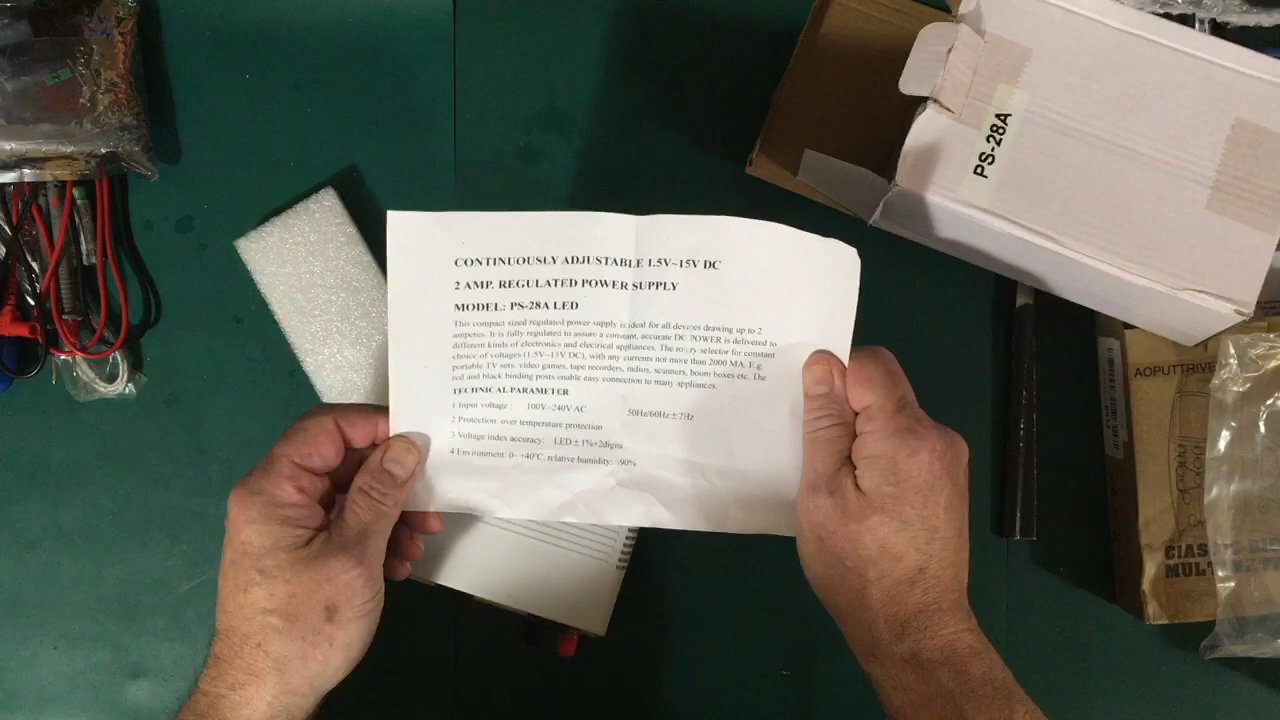 PS-28A
CONTINUOUSLY ADJUSTABLE 1.5V~15V DC
2 AMP. REGULATED POWER SUPPLY
MODEL: PS-28A LED
This compact sized regulated power supply is ideal for all devices drawing up to 2
amperes. It is fully regulated to assure a constant, accurate DC POWER is delivered to
different kinds of electronics and electrical appliances. The rotary selector for constant
choice of voltages (1.5V~15V DC), with any currents not more than 2000 MA. E.g.
portable TV sets, video games, tape recorders, radios, scanners, boom boxes etc. The
red and black binding posts enable easy connection to many appliances.
TECHNICAL PARAMETER
1 Input voltage : 100V~240V AC 50Hz/60Hz±2Hz
2 Protection: over temperature protection
3 Voltage index accuracy: LED±1%+2digits
4 Environment: 0~ +40°C, relative humidity: <90%
AOPUTTRIVER